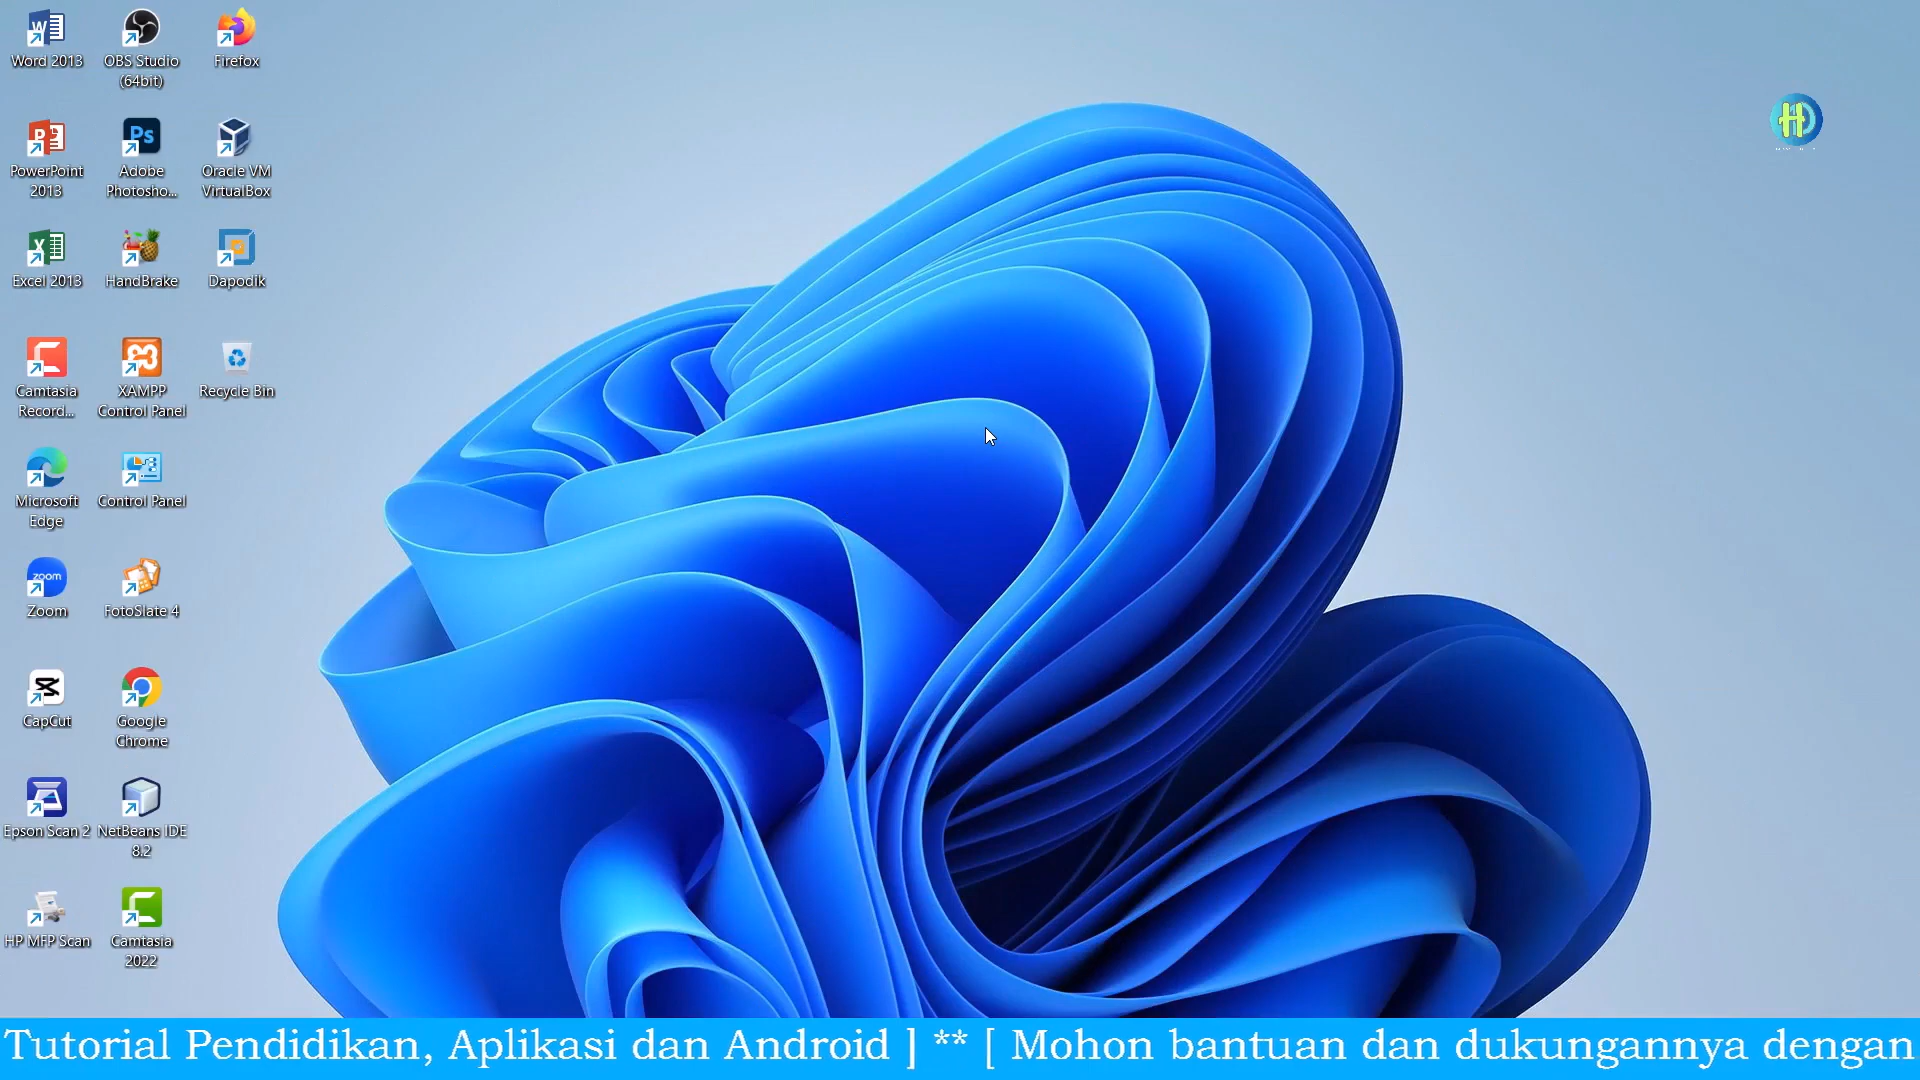 Word 2013
OBS Studio
(64bit)
Firefox
PowerPoint
2013
Adobe
Photosho...
Oracle VM
VirtualBox
Excel 2013
HandBrake
Dapodik
Camtasia
Record...
XAMPP
Control Panel
Recycle Bin
Microsoft
Edge
Control Panel
zoom
Zoom
FotoSlate 4
CapCut
Google
Chrome
Epson Scan 2
NetBeans IDE
8.2
HP MFP Scan
Camtasia
2022
Tutorial Pendidikan, Aplikasi dan Android ] ** [ Mohon bantuan dan dukungannya dengan